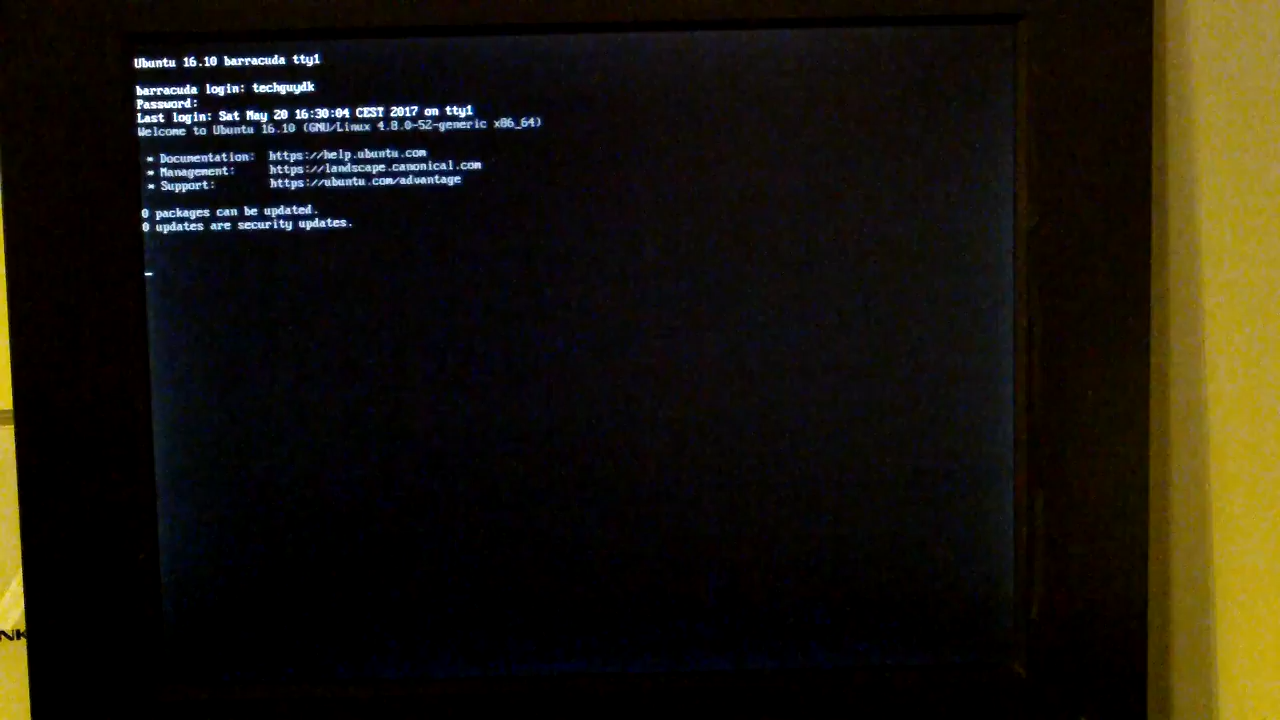 Ubuntu 16.10 barracuda tty1
barracuda login: techguydk
Password:
Last login: Sat May 20 16:30:04 CEST 2017 on tty1
Welcome to Ubuntu 16.10 (GNU/Linux 4.8.0-52-generic x86_64)
* Documentation: https://help.ubuntu.com
* Management: https://landscape.canonical.com
* Support: https://ubuntu.com/advantage
0 packages can be updated.
0 updates are security updates.
_
NK